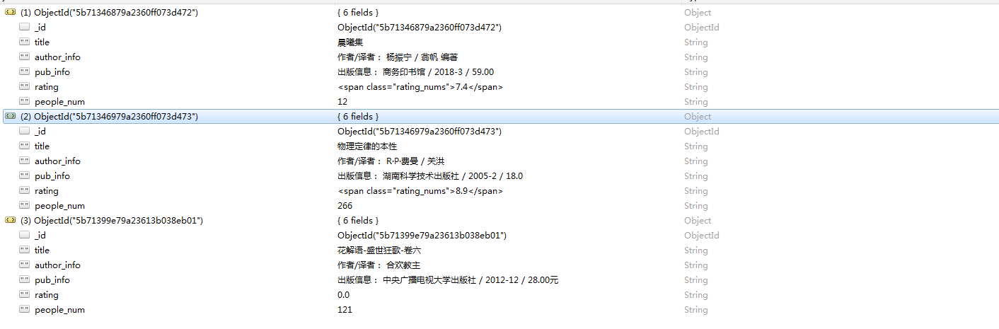 (1) ObjectId("5b71346879a2360ff073d472") { 6 fields } Object
_id ObjectId("5b71346879a2360ff073d472") ObjectId
title 晨曦集 String
author_info 作者/译者： 杨振宁 / 翁帆 编著 String
pub_info 出版信息： 商务印书馆 / 2018-3 / 59.00 String
rating <span class="rating_nums">7.4</span> String
people_num 12 String
(2) ObjectId("5b71346979a2360ff073d473") { 6 fields } Object
_id ObjectId("5b71346979a2360ff073d473") ObjectId
title 物理定律的本性 String
author_info 作者/译者： R·P·费曼 / 关洪 String
pub_info 出版信息： 湖南科学技术出版社 / 2005-2 / 18.0 String
rating <span class="rating_nums">8.9</span> String
people_num 266 String
(3) ObjectId("5b71399e79a23613b038eb01") { 6 fields } Object
_id ObjectId("5b71399e79a23613b038eb01") ObjectId
title 花解语-盛世狂歌-卷六 String
author_info 作者/译者： 合欢教主 String
pub_info 出版信息： 中央广播电视大学出版社 / 2012-12 / 28.00元 String
rating 0.0 String
people_num 121 String